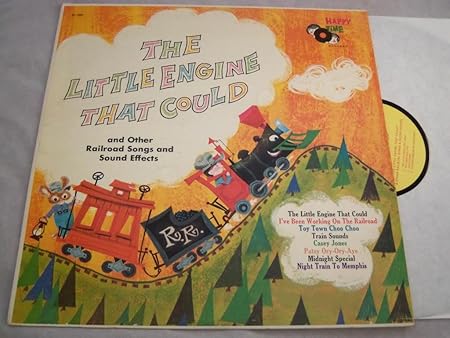 HAPPY
TIME
THE
LITTLE ENGINE
THAT COULD
and Other
Railroad Songs and
Sound Effects
R.R.
The Little Engine That Could
I've Been Working On The Railroad
Toy Town Choo Choo
Train Sounds
Casey Jones
Patsy Ory-Ory-Aye
Midnight Special
Night Train To Memphis